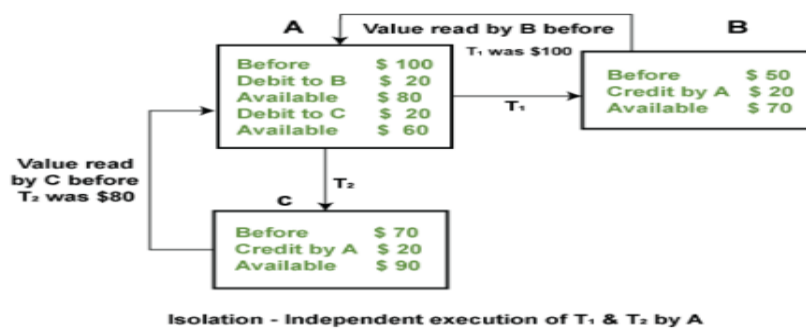 A
Value read by B before
T₁ was $100
B
Before $ 100
Debit to B $ 20
Available $ 80
Debit to C $ 20
Available $ 60
T₁
Before $ 50
Credit by A $ 20
Available $ 70
Value read
by C before
T₂ was $80
T₂
C
Before $ 70
Credit by A $ 20
Available $ 90
Isolation - Independent execution of T₁ & T₂ by A